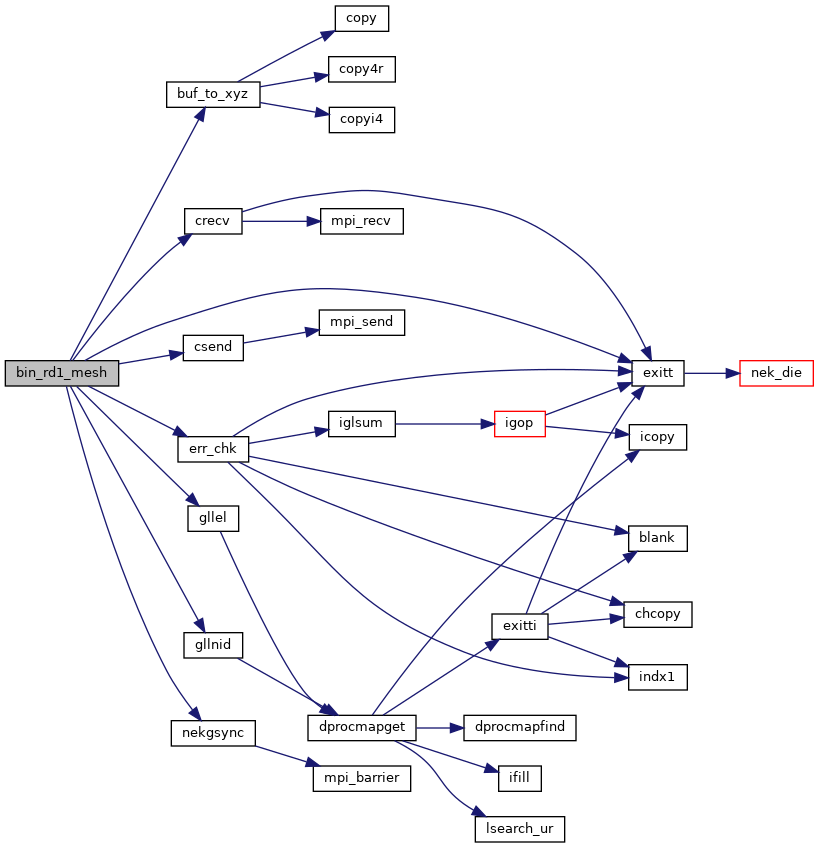 copy
copy4r
buf_to_xyz
copyi4
crecv
mpi_recv
mpi_send
csend
bin_rd1_mesh
exitt
nek_die
iglsum
igop
icopy
err_chk
gllel
blank
chcopy
exitti
gllnid
indx1
dprocmapget
dprocmapfind
nekgsync
mpi_barrier
ifill
lsearch_ur